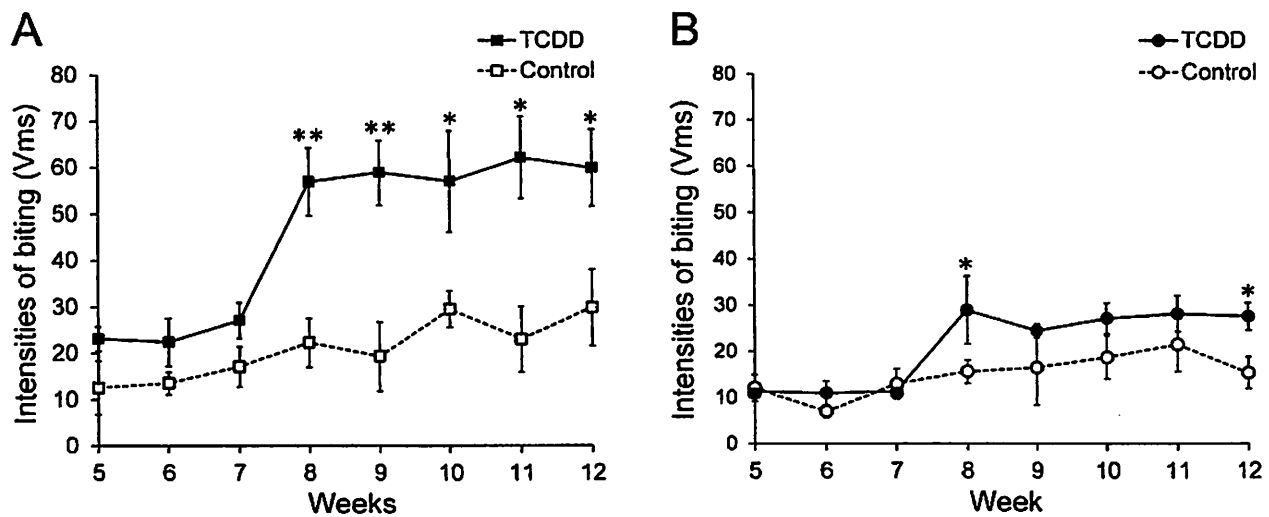 A
TCDD
Control
Intensities of biting (Vms)
80
70
60
50
40
30
20
10
0
** ** * * *
5 6 7 8 9 10 11 12
Weeks
B
TCDD
Control
Intensities of biting (Vms)
80
70
60
50
40
30
20
10
0
* *
5 6 7 8 9 10 11 12
Week